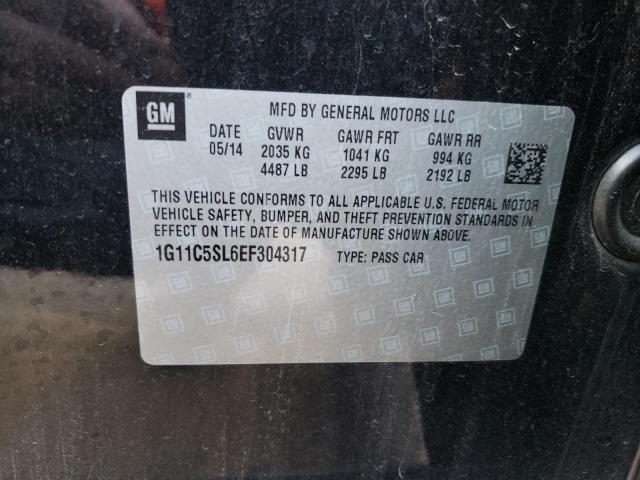 GM
MFD BY GENERAL MOTORS LLC
DATE GVWR GAWR FRT GAWR RR
05/14 2035 KG 1041 KG 994 KG
4487 LB 2295 LB 2192 LB
THIS VEHICLE CONFORMS TO ALL APPLICABLE U.S. FEDERAL MOTOR
VEHICLE SAFETY, BUMPER, AND THEFT PREVENTION STANDARDS IN
EFFECT ON THE DATE OF MANUFACTURE SHOWN ABOVE.
1G11C5SL6EF304317 TYPE: PASS CAR